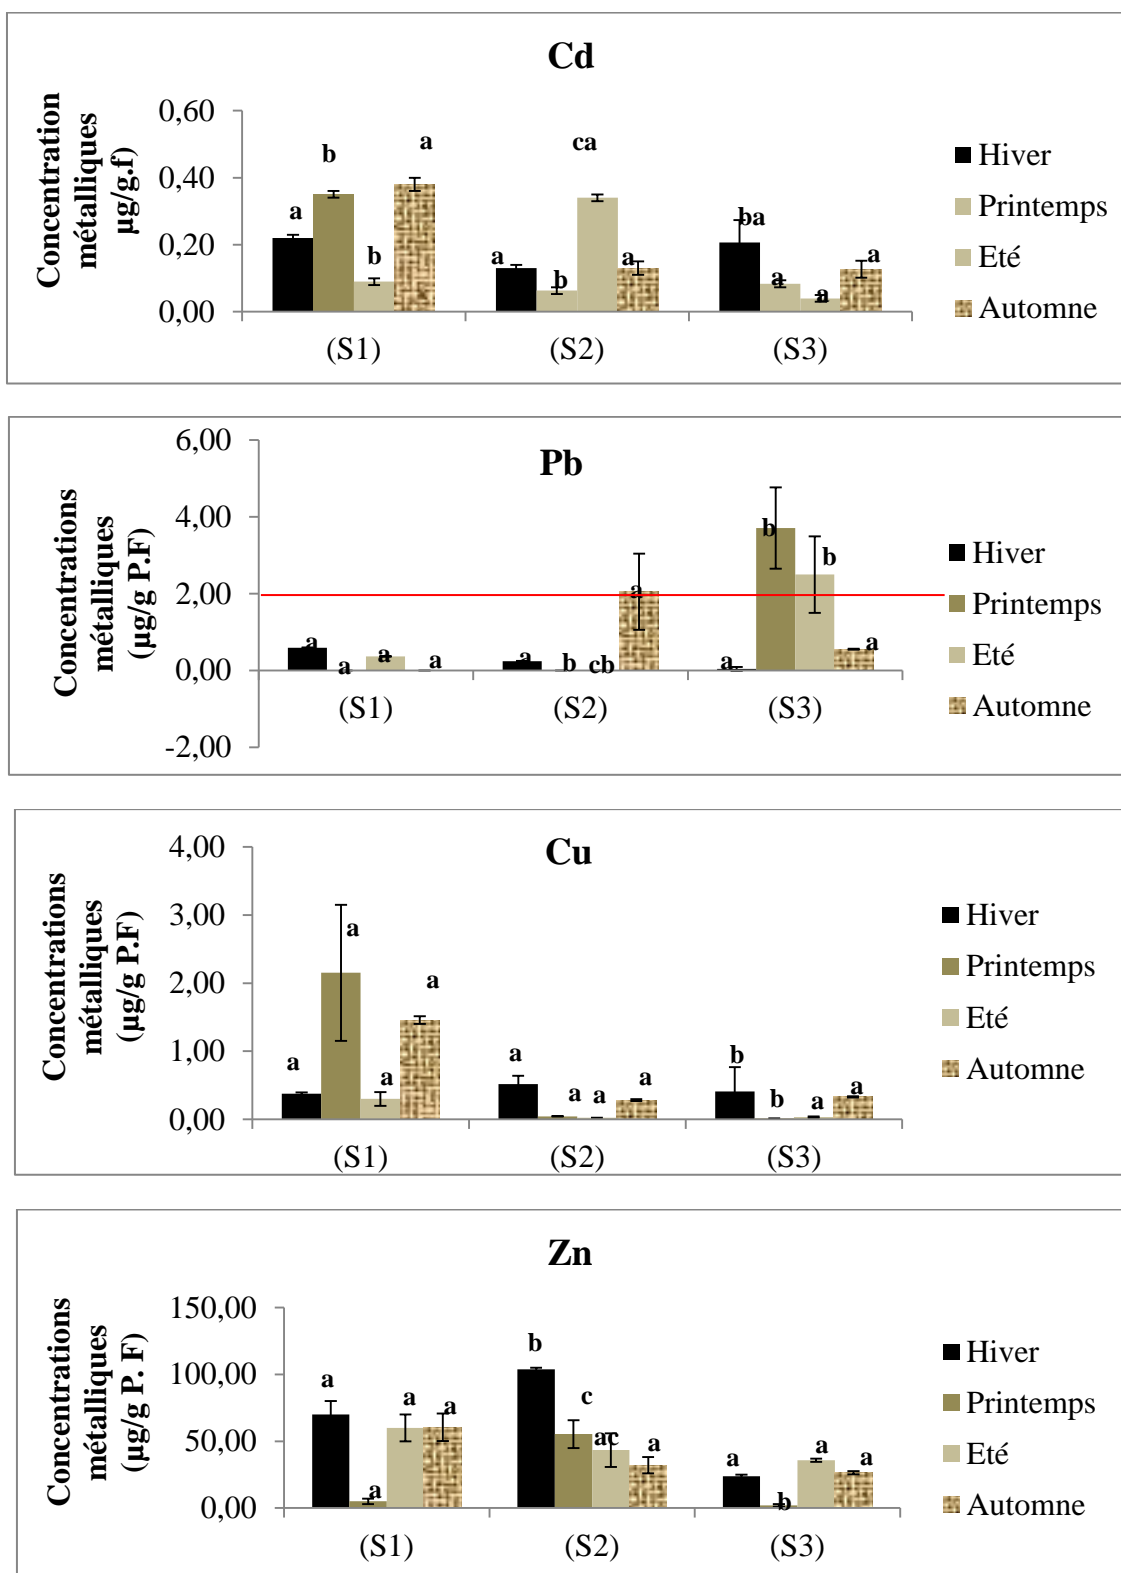 Cd
Concentration
métalliques
µg/g.f)
0,60
0,40
0,20
0,00
a
b
b
a
a
b
ca
a
ba
a
a
a
(S1)
(S2)
(S3)
Hiver
Printemps
Eté
Automne
Pb
Concentrations
métalliques
(µg/g P.F)
6,00
4,00
2,00
0,00
-2,00
a
a
a
a
a
b
cb
a
a
b
b
a
(S1)
(S2)
(S3)
Hiver
Printemps
Eté
Automne
Cu
Concentrations
métalliques
(µg/g P.F)
4,00
3,00
2,00
1,00
0,00
a
a
a
a
a
a
a
a
b
b
a
a
(S1)
(S2)
(S3)
Hiver
Printemps
Eté
Automne
Zn
Concentrations
métalliques
(µg/g P. F)
150,00
100,00
50,00
0,00
a
a
a
a
b
c
ac
a
a
b
a
a
(S1)
(S2)
(S3)
Hiver
Printemps
Eté
Automne